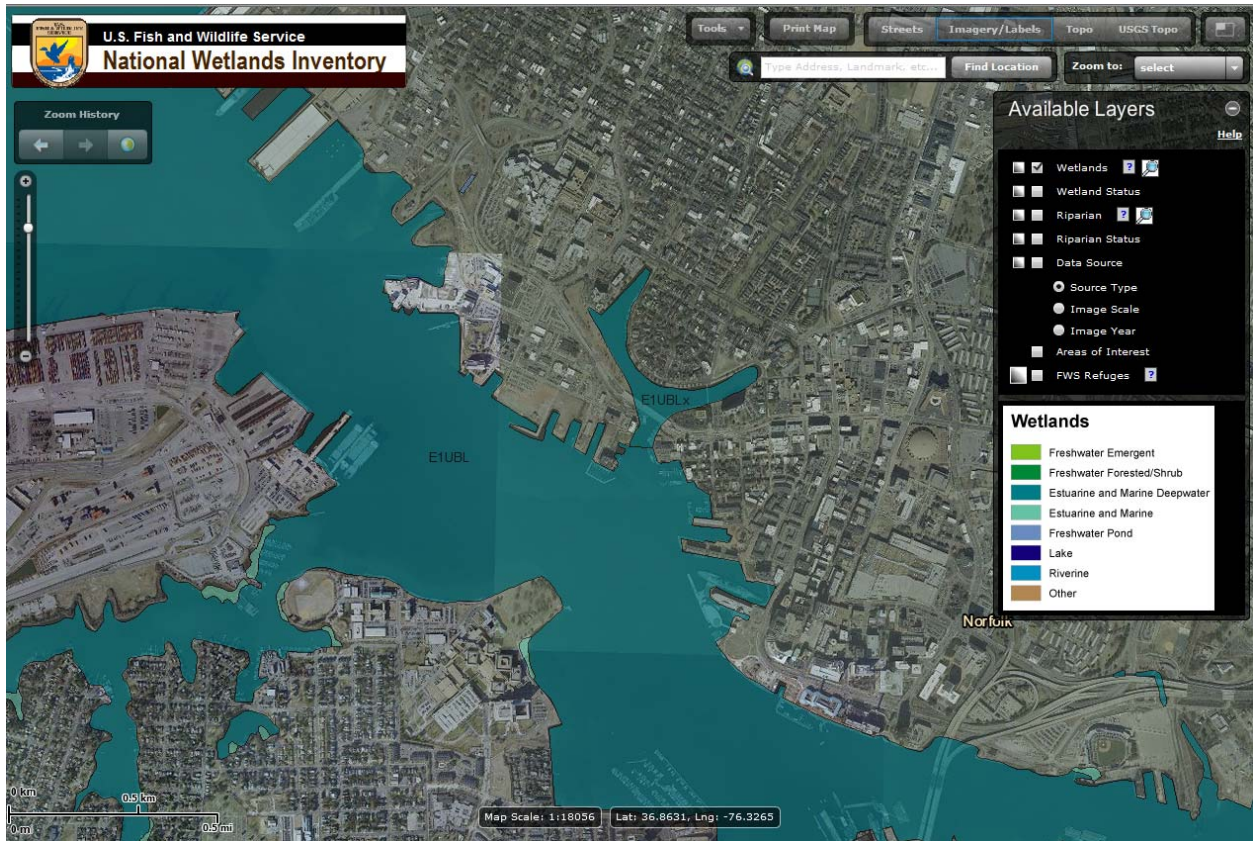 U.S. Fish and Wildlife Service
National Wetlands Inventory
Tools
Print Map
Streets
Imagery/Labels
Topo
USGS Topo
Type Address, Landmark, etc...
Find Location
Zoom to:
select
Zoom History
Available Layers
Help
Wetlands ?
Wetland Status
Riparian ?
Riparian Status
Data Source
Source Type
Image Scale
Image Year
Areas of Interest
FWS Refuges ?
Wetlands
Freshwater Emergent
Freshwater Forested/Shrub
Estuarine and Marine Deepwater
Estuarine and Marine
Freshwater Pond
Lake
Riverine
Other
E1UBLx
E1UBL
Norfolk
0 km
0.5 km
0 m
0.5 mi
Map Scale: 1:18056
Lat: 36.8631, Lng: -76.3265